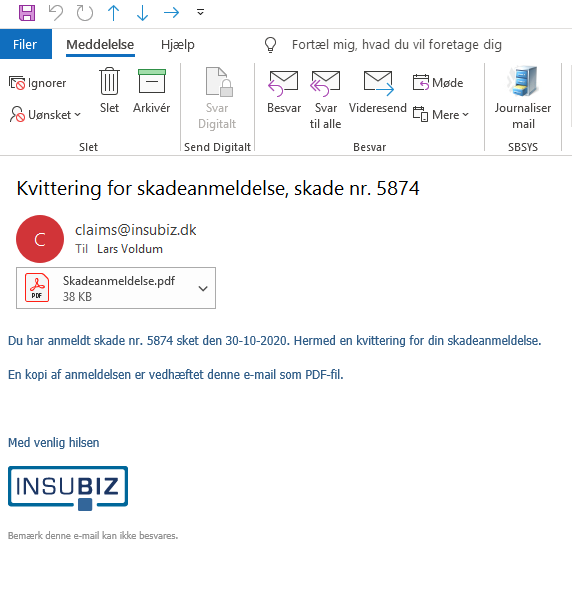 Filer Meddelelse Hjælp Fortæl mig, hvad du vil foretage dig
Ignorer
Uønsket
Slet
Arkivér
Slet
Svar
Digitalt
Send Digitalt
Besvar
Svar
til alle
Videresend
Møde
Mere
Besvar
Journaliser
mail
SBSYS
Kvittering for skadeanmeldelse, skade nr. 5874
C
claims@insubiz.dk
Til Lars Voldum
PDF
Skadeanmeldelse.pdf
38 KB
Du har anmeldt skade nr. 5874 sket den 30-10-2020. Hermed en kvittering for din skadeanmeldelse.
En kopi af anmeldelsen er vedhæftet denne e-mail som PDF-fil.
Med venlig hilsen
INSUBIZ
Bemærk denne e-mail kan ikke besvares.